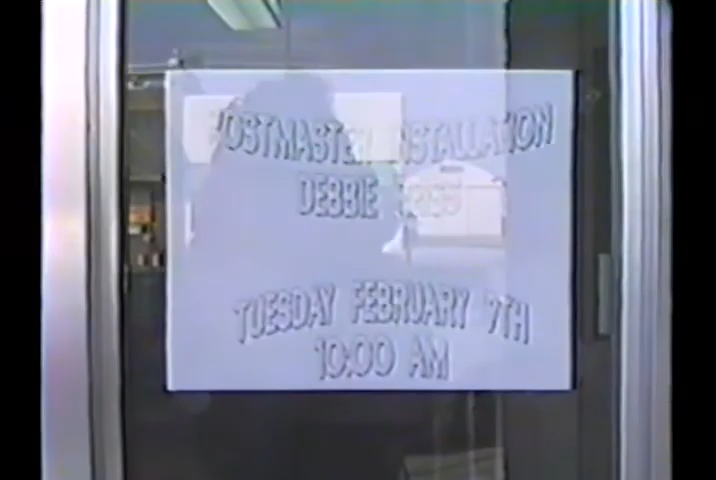 POSTMASTER INSTALLATION
DEBBIE
TUESDAY FEBRUARY 7TH
10:00 AM